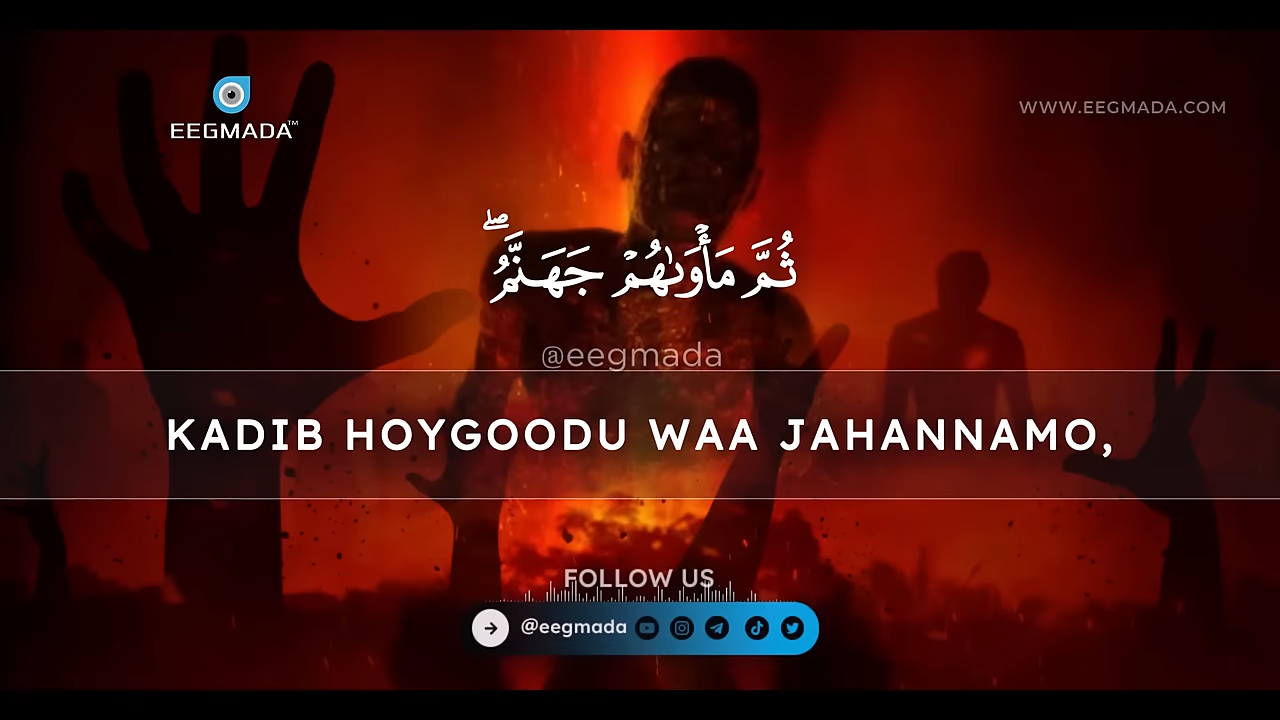 EEGMADA™
WWW.EEGMADA.COM
ثُمَّ مَأْوَىٰهُمْ جَهَنَّمُ ۖ
@eegmada
KADIB HOYGOODU WAA JAHANNAMO,
FOLLOW US
@eegmada